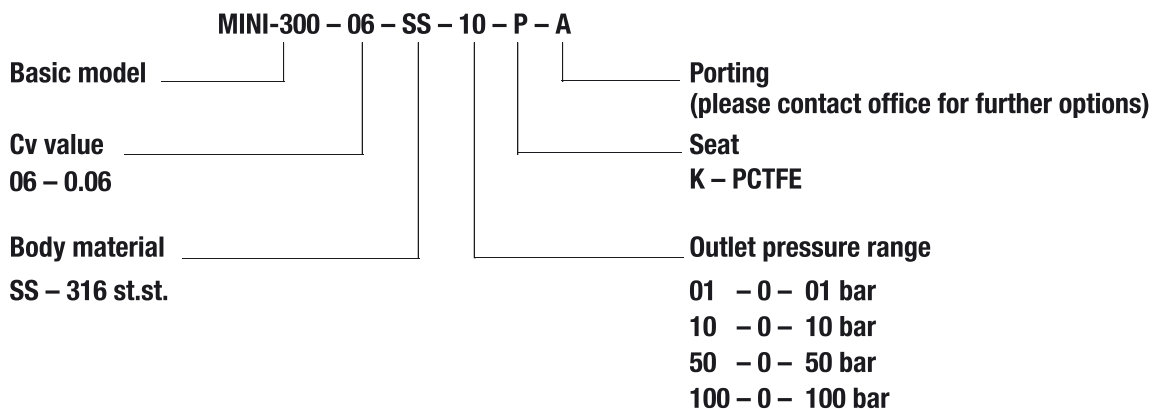 MINI-300 – 06 – SS – 10 – P – A
Basic model
Cv value
06 – 0.06
Body material
SS – 316 st.st.
Porting
(please contact office for further options)
Seat
K – PCTFE
Outlet pressure range
01 – 0 – 01 bar
10 – 0 – 10 bar
50 – 0 – 50 bar
100 – 0 – 100 bar